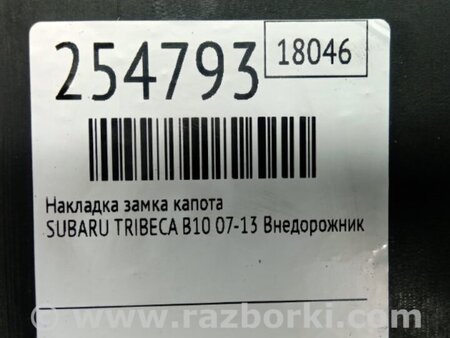 254793
18046
Накладка замка капота
SUBARU TRIBECA B10 07-13 Внедорожник
© www.razborki.com